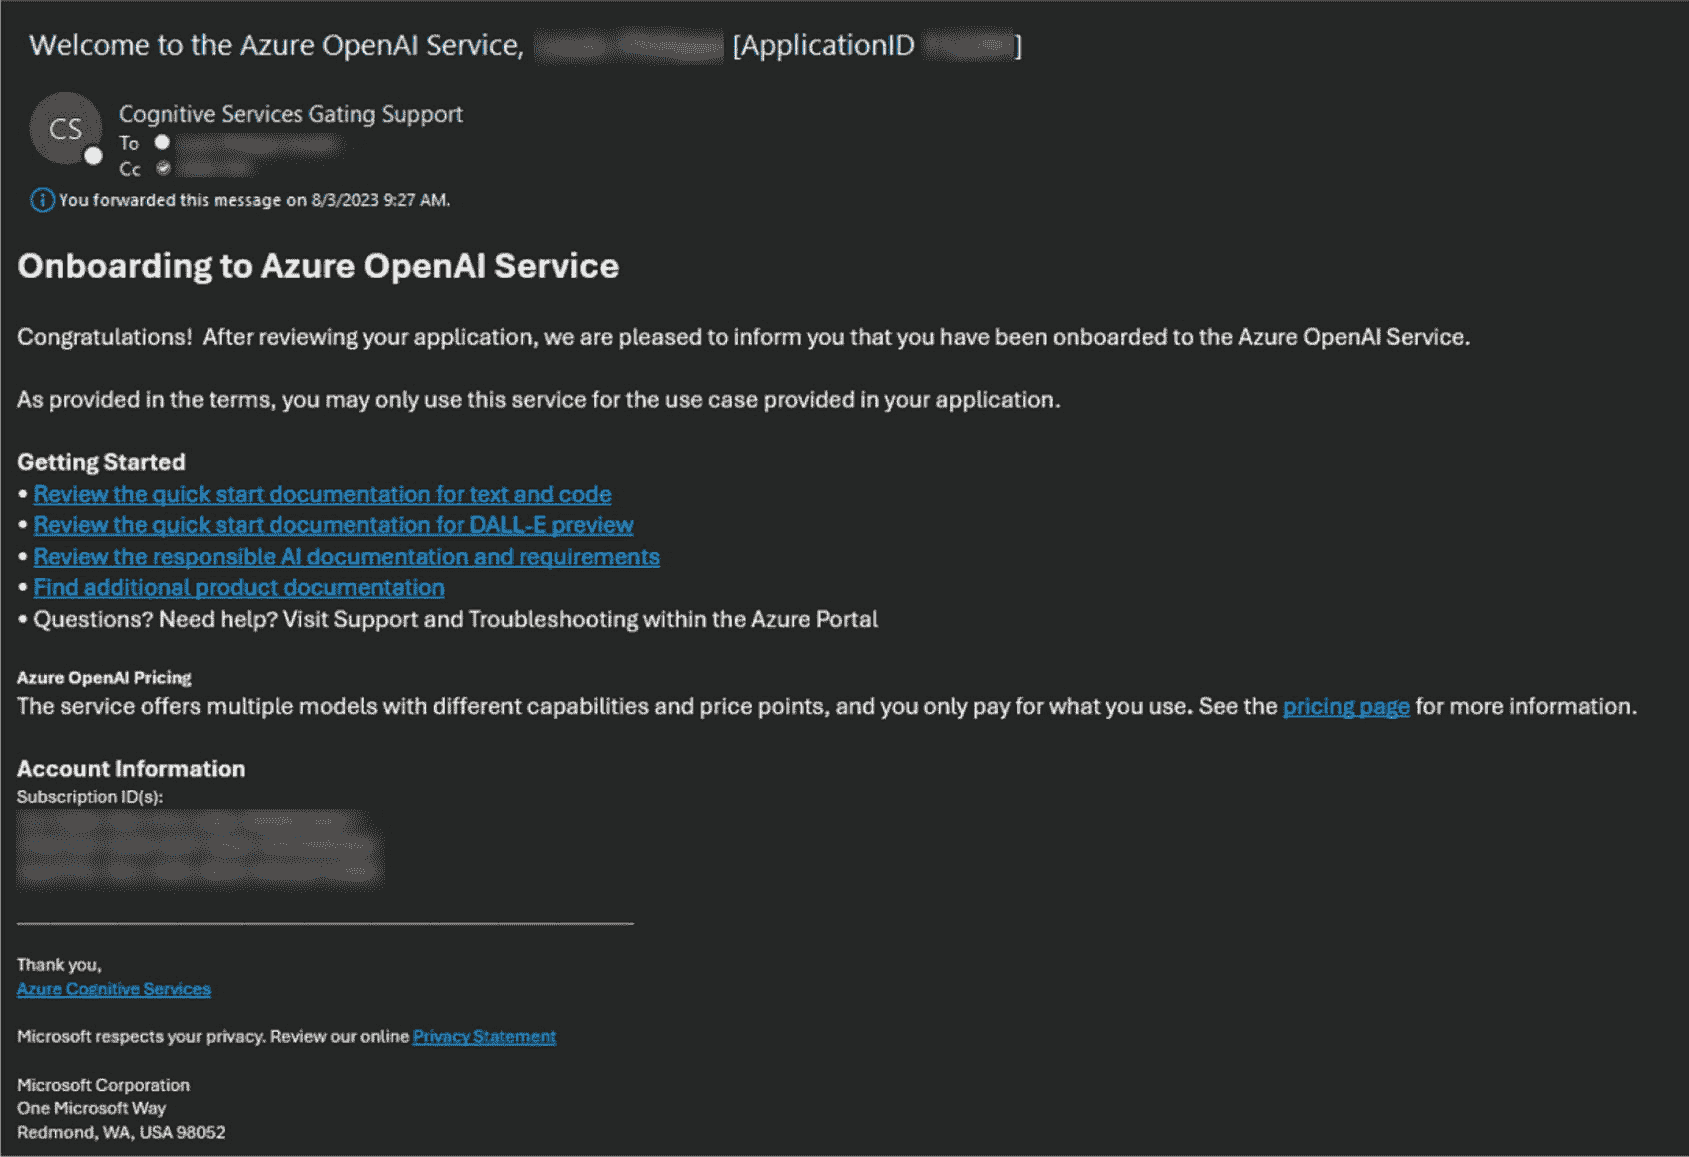 Welcome to the Azure OpenAI Service, [ApplicationID ]
CS
Cognitive Services Gating Support
To
Cc
You forwarded this message on 8/3/2023 9:27 AM.
Onboarding to Azure OpenAI Service
Congratulations! After reviewing your application, we are pleased to inform you that you have been onboarded to the Azure OpenAI Service.
As provided in the terms, you may only use this service for the use case provided in your application.
Getting Started
• Review the quick start documentation for text and code
• Review the quick start documentation for DALL-E preview
• Review the responsible AI documentation and requirements
• Find additional product documentation
• Questions? Need help? Visit Support and Troubleshooting within the Azure Portal
Azure OpenAI Pricing
The service offers multiple models with different capabilities and price points, and you only pay for what you use. See the pricing page for more information.
Account Information
Subscription ID(s):
Thank you,
Azure Cognitive Services
Microsoft respects your privacy. Review our online Privacy Statement
Microsoft Corporation
One Microsoft Way
Redmond, WA, USA 98052